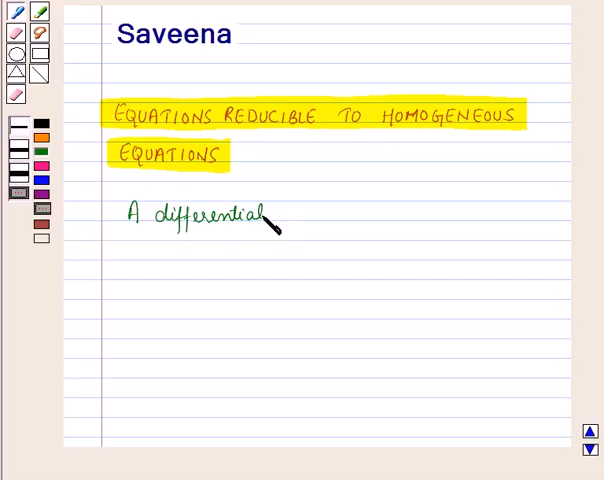 Saveena
EQUATIONS REDUCIBLE TO HOMOGENEOUS
EQUATIONS
A differential